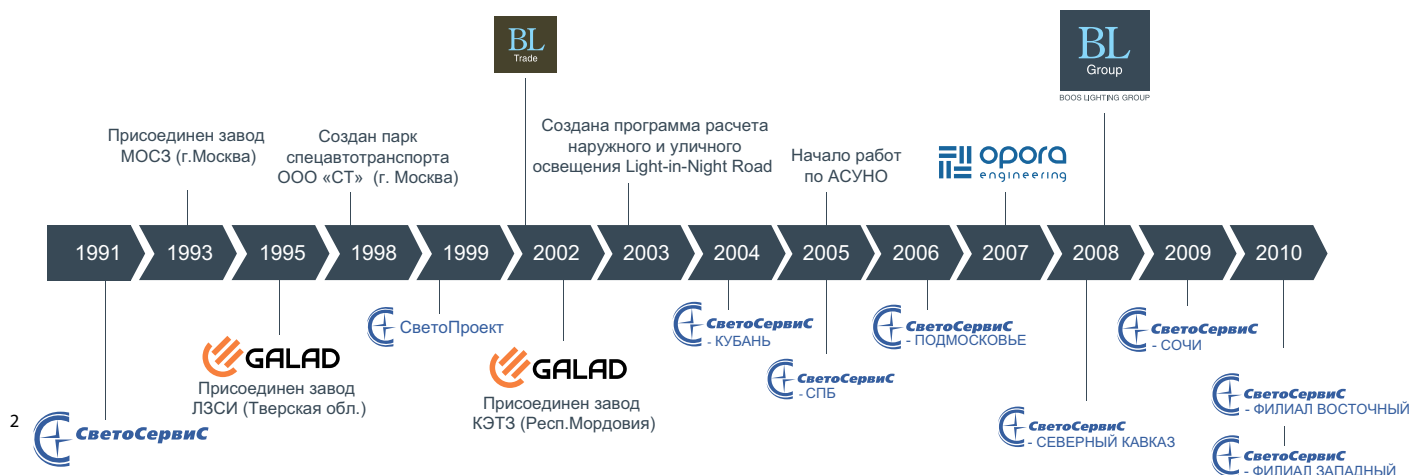 BL
Trade
BL
Group
BOOS LIGHTING GROUP
Присоединен завод
МОСЗ (г.Москва)
Создан парк
спецавтотранспорта
ООО «СТ» (г. Москва)
Создана программа расчета
наружного и уличного
освещения Light-in-Night Road
Начало работ
по АСУНО
opora
engineering
1991
1993
1995
1998
1999
2002
2003
2004
2005
2006
2007
2008
2009
2010
СветоПроект
GALAD
Присоединен завод
ЛЗСИ (Тверская обл.)
GALAD
Присоединен завод
КЭТЗ (Респ.Мордовия)
СветоСервиС
- КУБАНЬ
СветоСервиС
- СПБ
СветоСервиС
- ПОДМОСКОВЬЕ
СветоСервиС
- СЕВЕРНЫЙ КАВКАЗ
СветоСервиС
- СОЧИ
СветоСервиС
- ФИЛИАЛ ВОСТОЧНЫЙ
СветоСервиС
- ФИЛИАЛ ЗАПАДНЫЙ
2
СветоСервиС